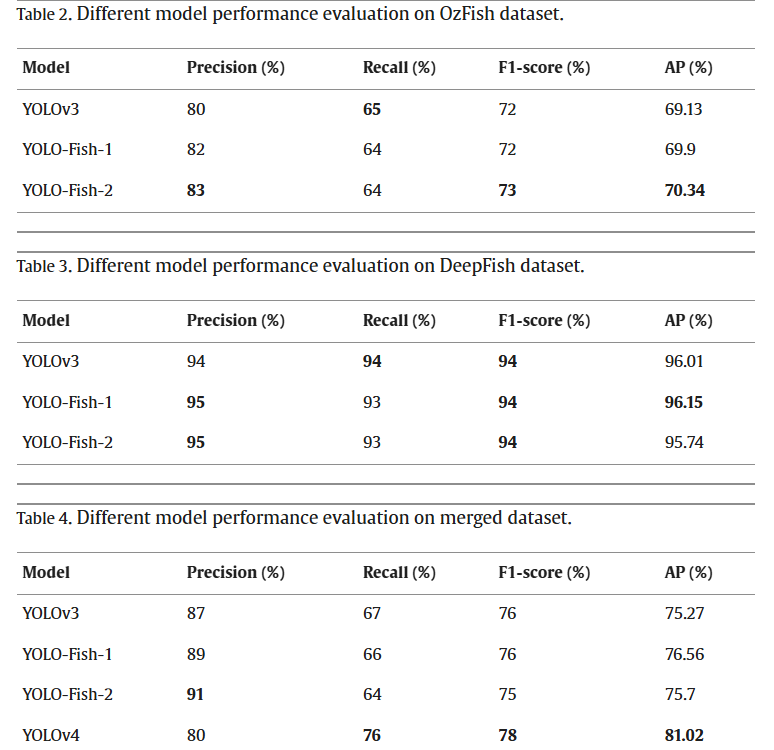 Table 2. Different model performance evaluation on OzFish dataset.
Model Precision (%) Recall (%) F1-score (%) AP (%)
YOLOv3 80 65 72 69.13
YOLO-Fish-1 82 64 72 69.9
YOLO-Fish-2 83 64 73 70.34
Table 3. Different model performance evaluation on DeepFish dataset.
Model Precision (%) Recall (%) F1-score (%) AP (%)
YOLOv3 94 94 94 96.01
YOLO-Fish-1 95 93 94 96.15
YOLO-Fish-2 95 93 94 95.74
Table 4. Different model performance evaluation on merged dataset.
Model Precision (%) Recall (%) F1-score (%) AP (%)
YOLOv3 87 67 76 75.27
YOLO-Fish-1 89 66 76 76.56
YOLO-Fish-2 91 64 75 75.7
YOLOv4 80 76 78 81.02